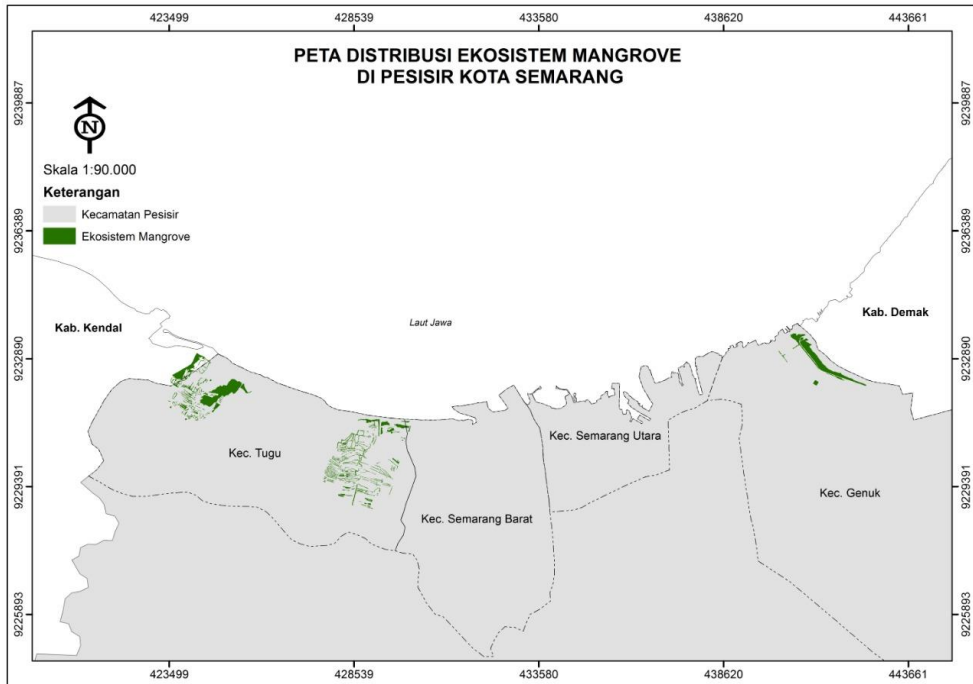 423499
428539
433580
438620
443661
PETA DISTRIBUSI EKOSISTEM MANGROVE
DI PESISIR KOTA SEMARANG
9239887
9239887
N
Skala 1:90.000
Keterangan
Kecamatan Pesisir
Ekosistem Mangrove
9236389
9236389
Kab. Kendal
Laut Jawa
Kab. Demak
9232890
9232890
Kec. Tugu
Kec. Semarang Utara
Kec. Semarang Barat
Kec. Genuk
9229391
9229391
9225893
9225893
423499
428539
433580
438620
443661